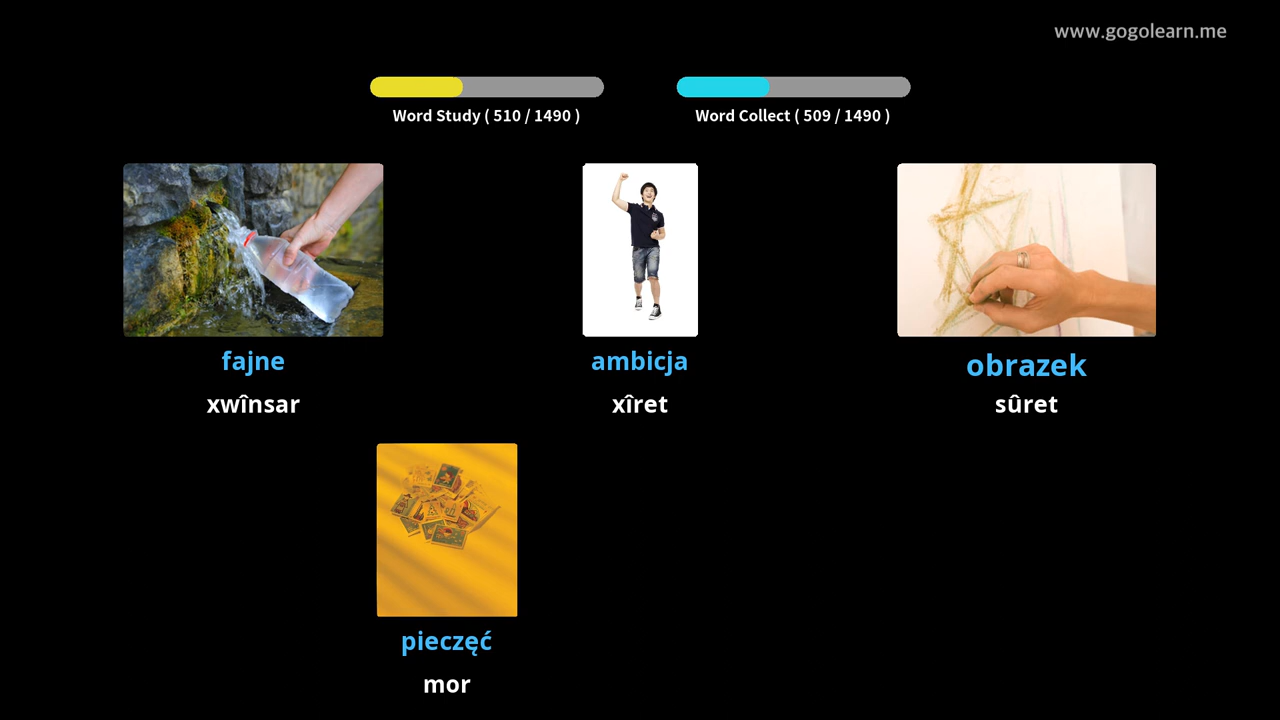 www.gogolearn.me
Word Study ( 510 / 1490 )
Word Collect ( 509 / 1490 )
fajne
xwînsar
ambicja
xîret
obrazek
sûret
pieczęć
mor